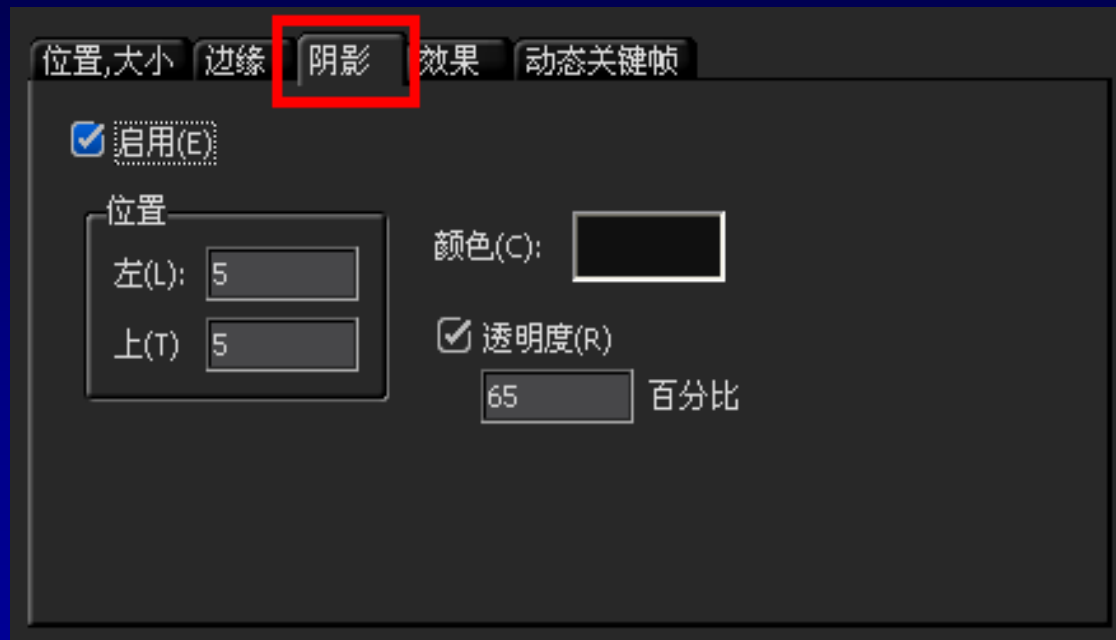 位置,大小 边缘 阴影 效果 动态关键帧
启用(E)
位置
左(L): 5
上(T) 5
颜色(C):
透明度(R)
65 百分比